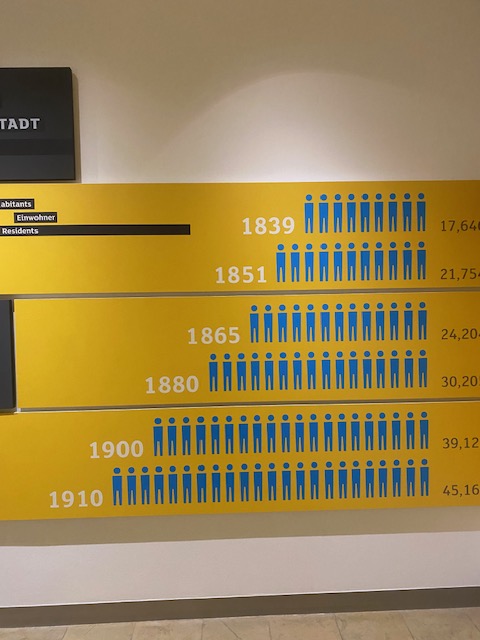 TADT
abitants
Einwohner
Residents
1839 17,64
1851 21,75
1865 24,20
1880 30,20
1900 39,12
1910 45,16